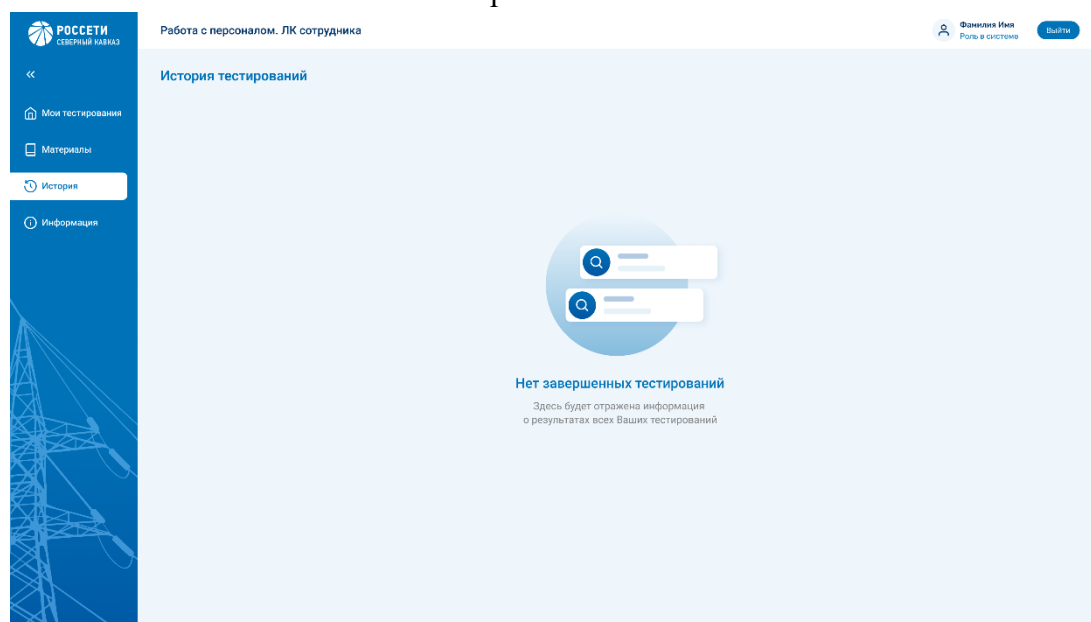 РОССЕТИ
СЕВЕРНЫЙ КАВКАЗ
Работа с персоналом. ЛК сотрудника
Фамилия Имя
Роль в системе
Выйти
История тестирований
Мои тестирования
Материалы
История
Информация
Нет завершенных тестирований
Здесь будет отражена информация
о результатах всех Ваших тестирований